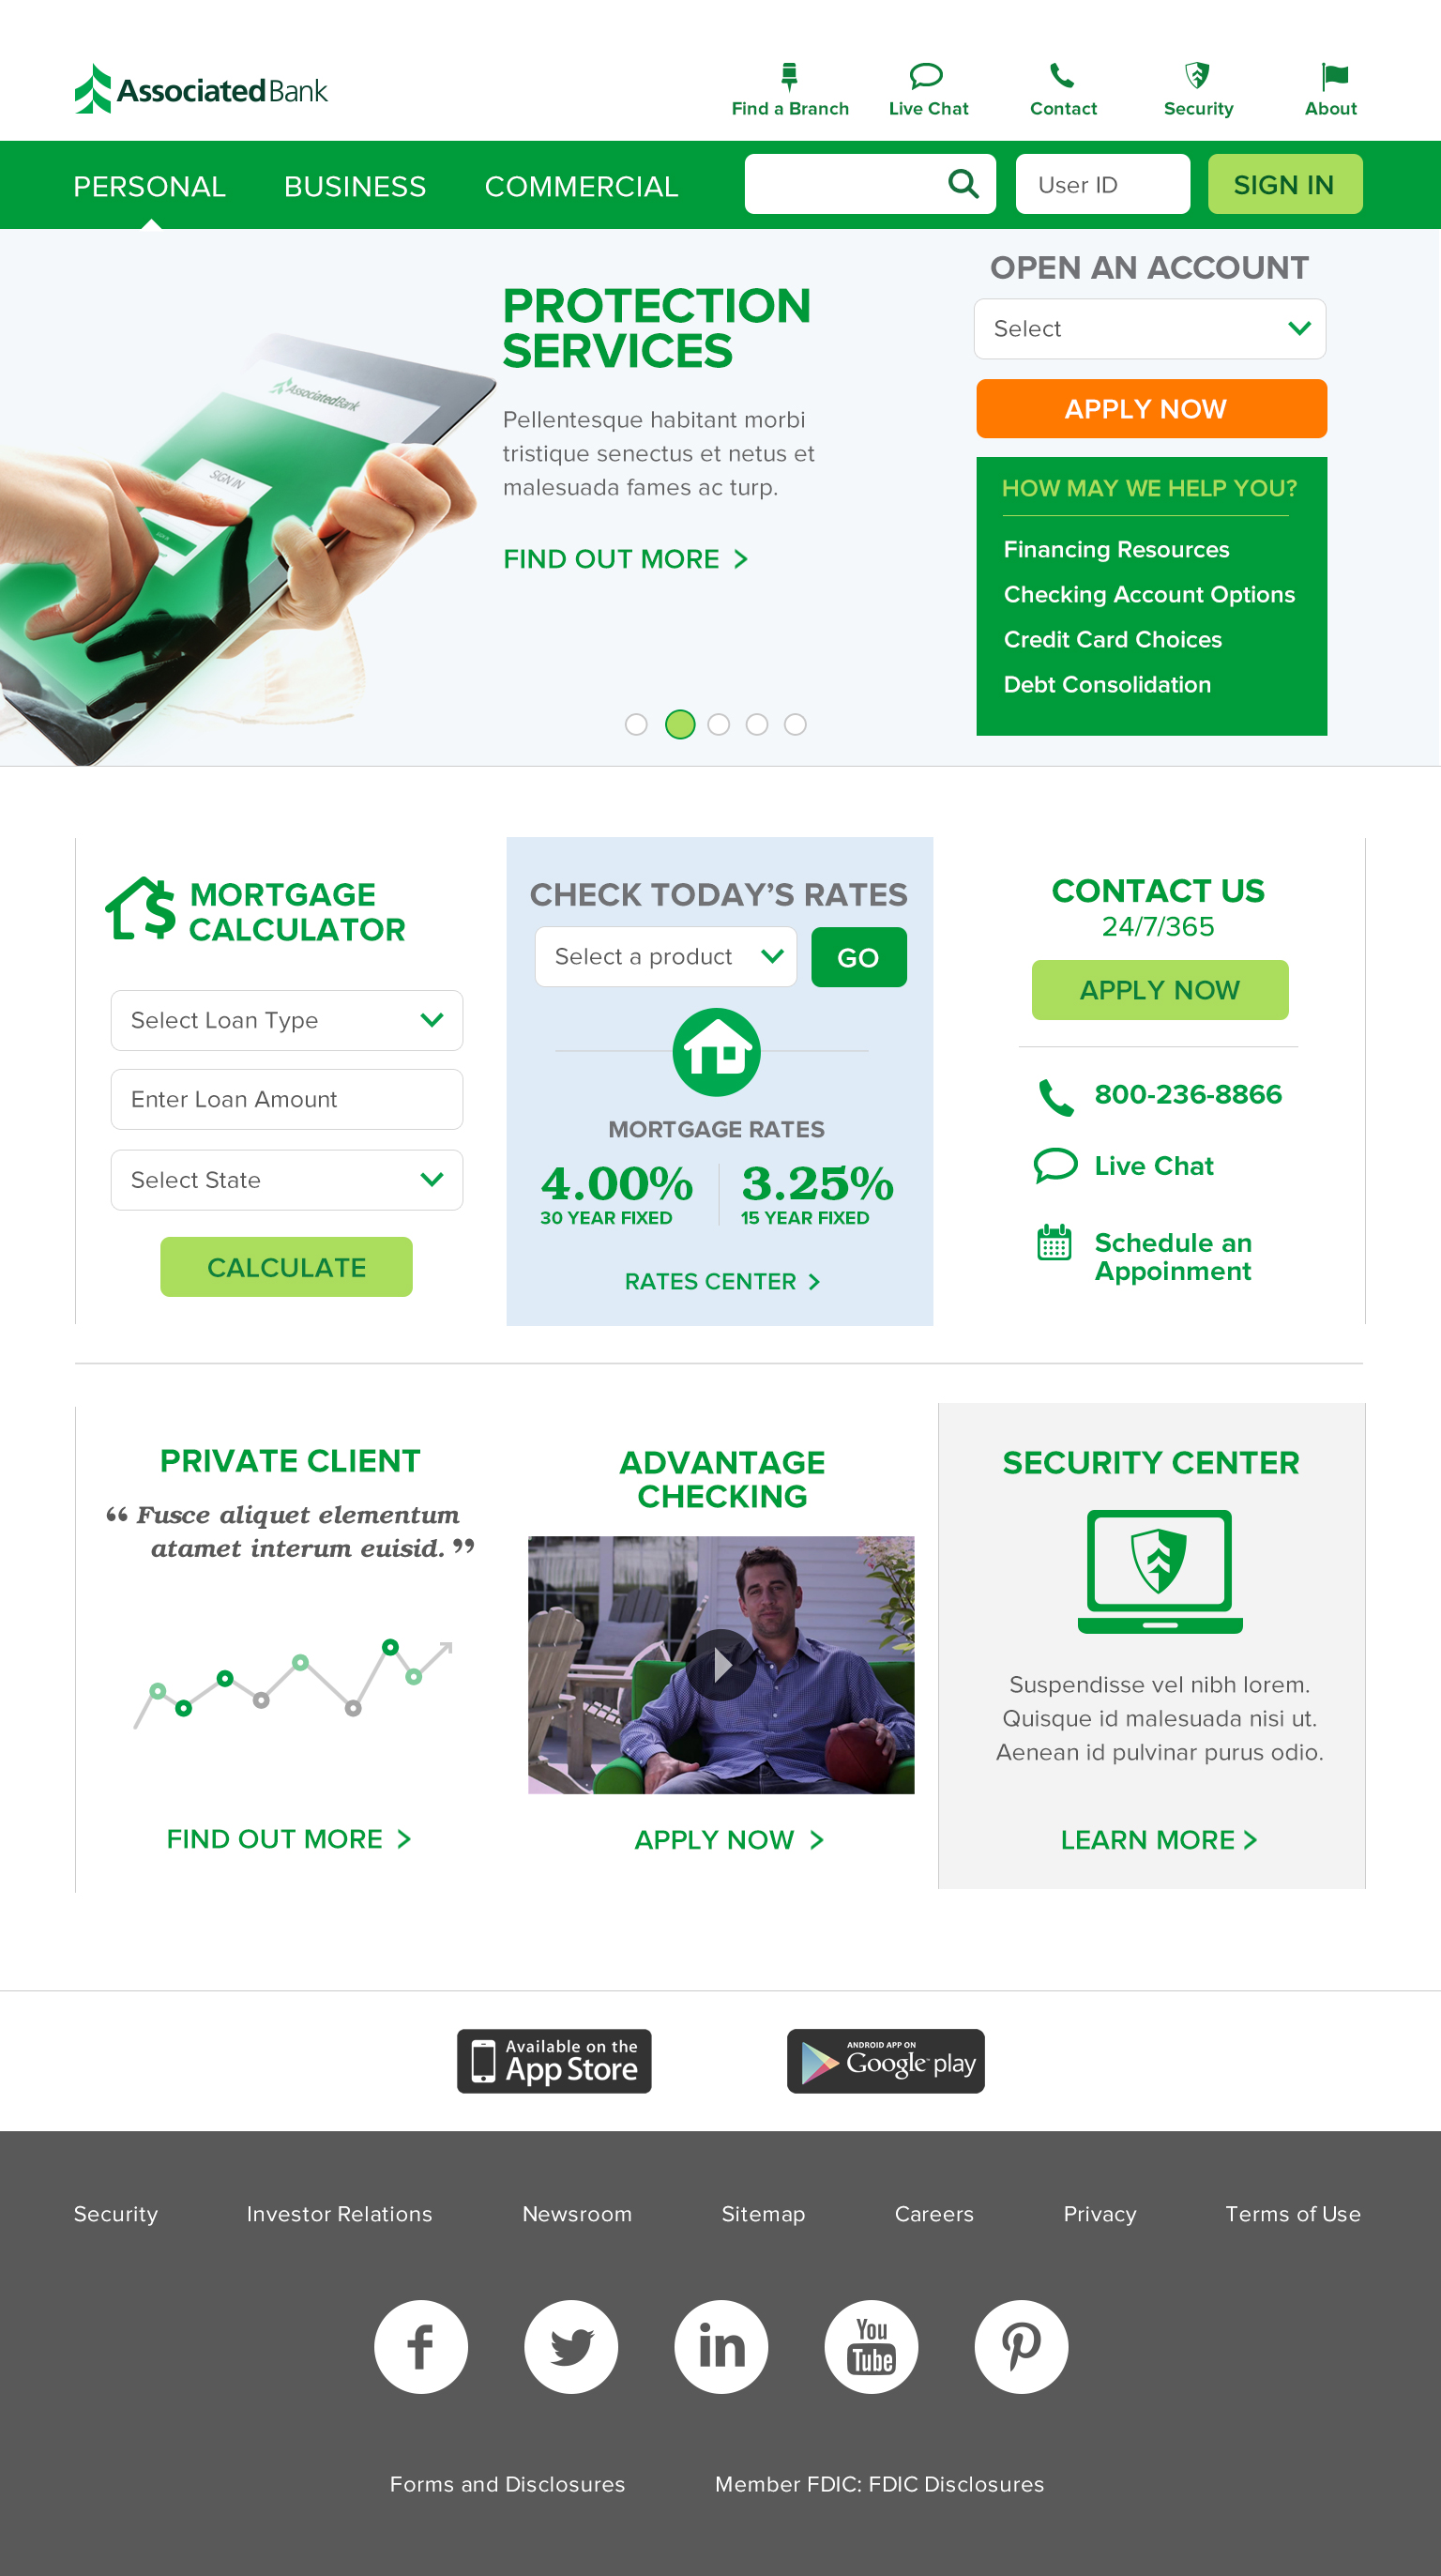 AssociatedBank
Find a Branch
Live Chat
Contact
Security
About
PERSONAL
BUSINESS
COMMERCIAL
User ID
SIGN IN
AssociatedBank
SIGN IN
PROTECTION
SERVICES
Pellentesque habitant morbi
tristique senectus et netus et
malesuada fames ac turp.
FIND OUT MORE
OPEN AN ACCOUNT
Select
APPLY NOW
HOW MAY WE HELP YOU?
Financing Resources
Checking Account Options
Credit Card Choices
Debt Consolidation
MORTGAGE
CALCULATOR
Select Loan Type
Enter Loan Amount
Select State
CALCULATE
CHECK TODAY’S RATES
Select a product
GO
MORTGAGE RATES
4.00%
30 YEAR FIXED
3.25%
15 YEAR FIXED
RATES CENTER
CONTACT US
24/7/365
APPLY NOW
800-236-8866
Live Chat
Schedule an
Appoinment
PRIVATE CLIENT
“ Fusce aliquet elementum
atamet interum euisid. ”
FIND OUT MORE
ADVANTAGE
CHECKING
APPLY NOW
SECURITY CENTER
Suspendisse vel nibh lorem.
Quisque id malesuada nisi ut.
Aenean id pulvinar purus odio.
LEARN MORE
Available on the
App Store
ANDROID APP ON
Google play
Security
Investor Relations
Newsroom
Sitemap
Careers
Privacy
Terms of Use
f
in
You
Tube
Forms and Disclosures
Member FDIC: FDIC Disclosures